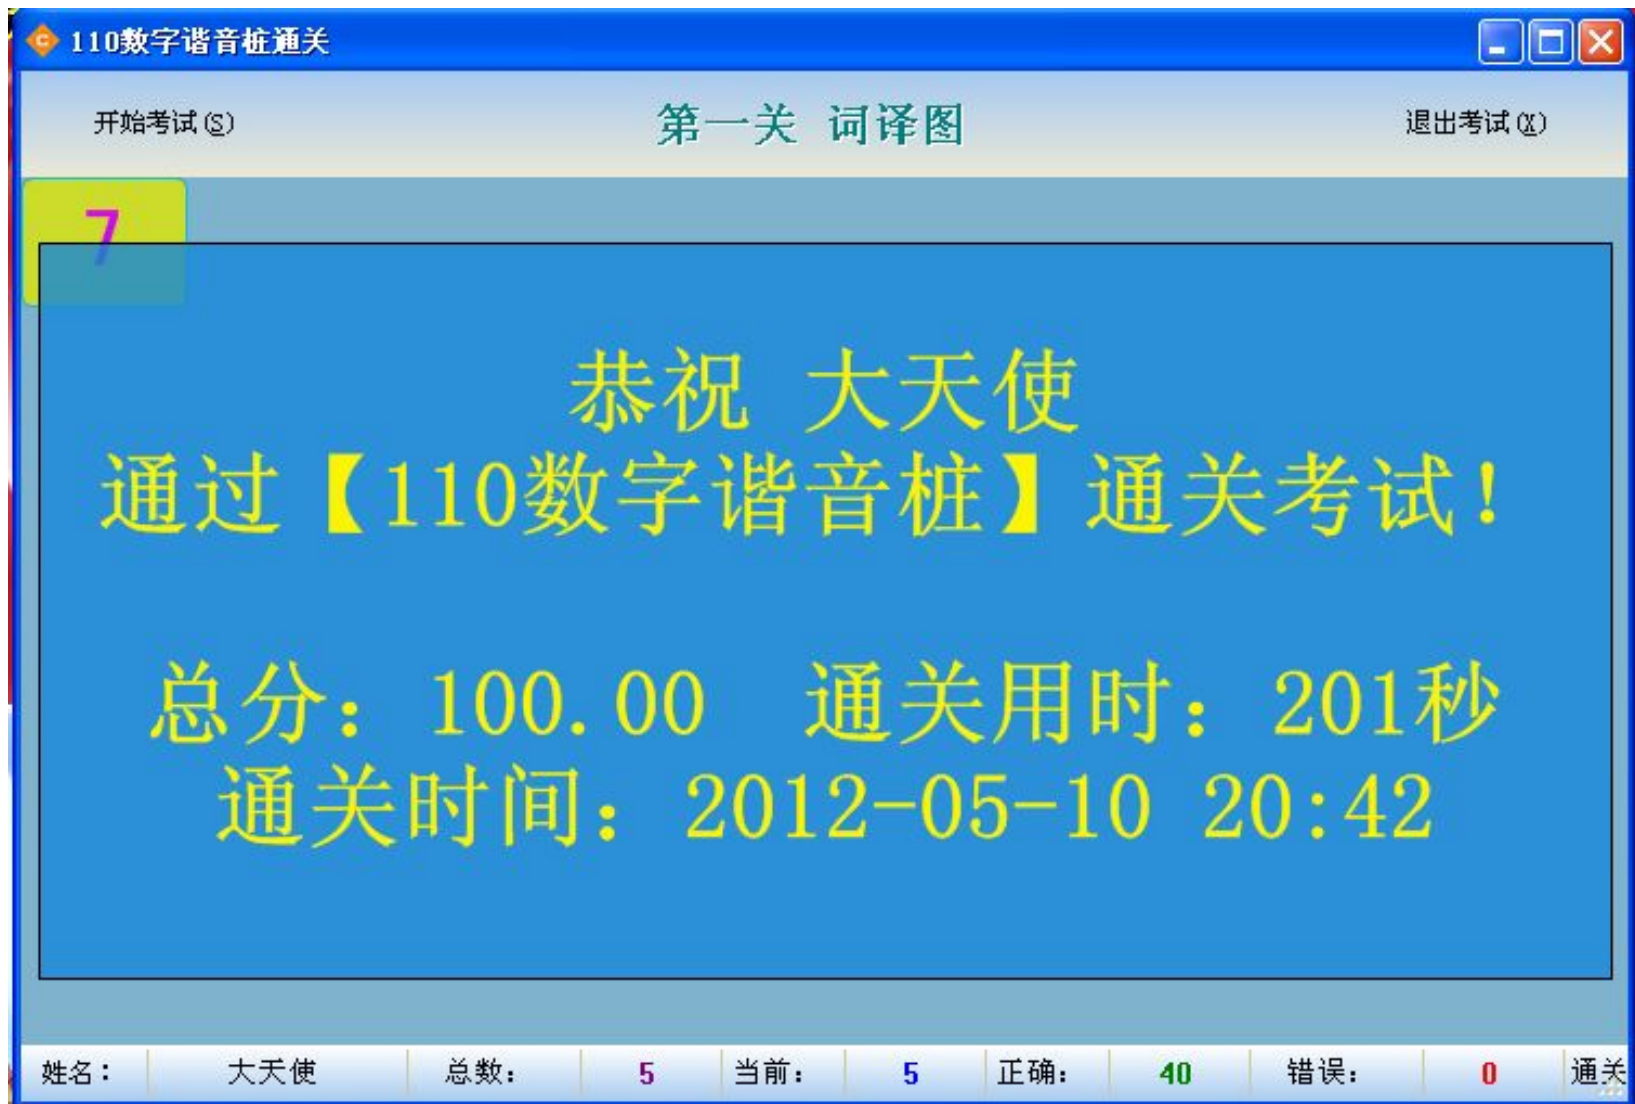 110数字谐音桩通关
开始考试(S) 第一关 词译图 退出考试(X)
7
恭祝 大天使
通过【110数字谐音桩】通关考试！
总分：100.00 通关用时：201秒
通关时间：2012-05-10 20:42
姓名： 大天使 总数： 5 当前： 5 正确： 40 错误： 0 通关